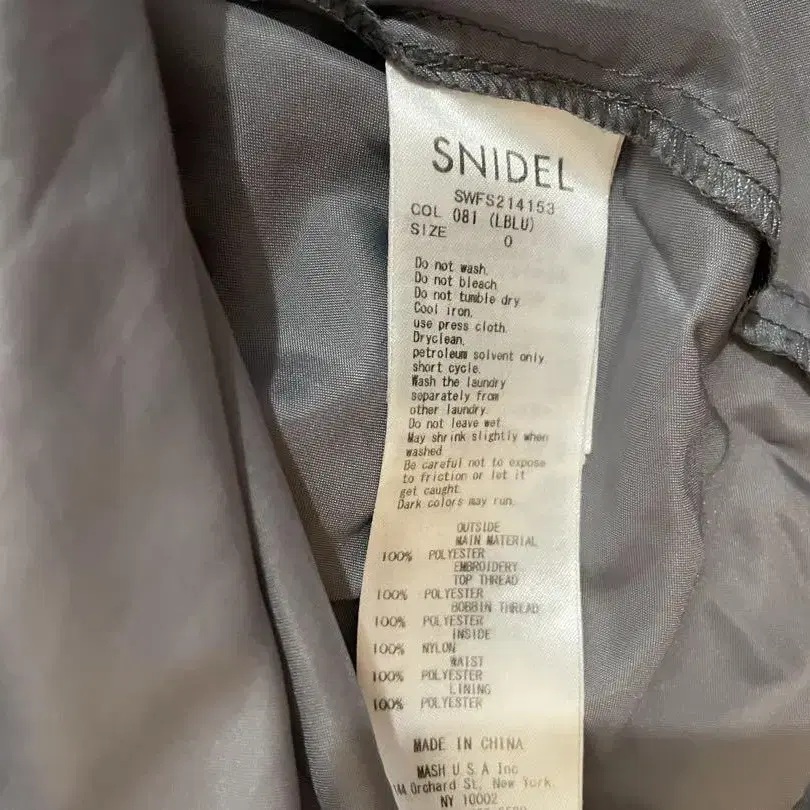 SNIDEL
SWFS214153
COL 081 (LBLU)
SIZE 0
Do not wash.
Do not bleach
Do not tumble dry
Cool iron.
use press cloth.
Dryclean.
petroleum solvent only.
short cycle.
Wash the laundry
separately from
other laundry.
Do not leave wet.
May shrink slightly when
washed
Be careful not to expose
to friction or let it
get caught.
Dark colors may run.
OUTSIDE
MAIN MATERIAL
100% POLYESTER
EMBROIDERY
TOP THREAD
100% POLYESTER
BOBBIN THREAD
100% POLYESTER
INSIDE
100% NYLON
WAIST
100% POLYESTER
LINING
100% POLYESTER
MADE IN CHINA
MASH U.S.A Inc
Orchard St, New York,
NY 10002